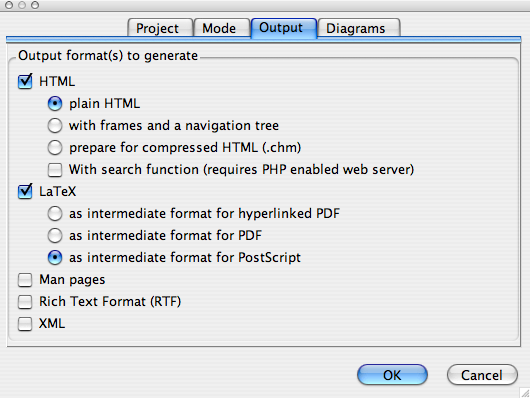 Project Mode Output Diagrams
Output format(s) to generate
HTML
plain HTML
with frames and a navigation tree
prepare for compressed HTML (.chm)
With search function (requires PHP enabled web server)
LaTeX
as intermediate format for hyperlinked PDF
as intermediate format for PDF
as intermediate format for PostScript
Man pages
Rich Text Format (RTF)
XML
OK Cancel